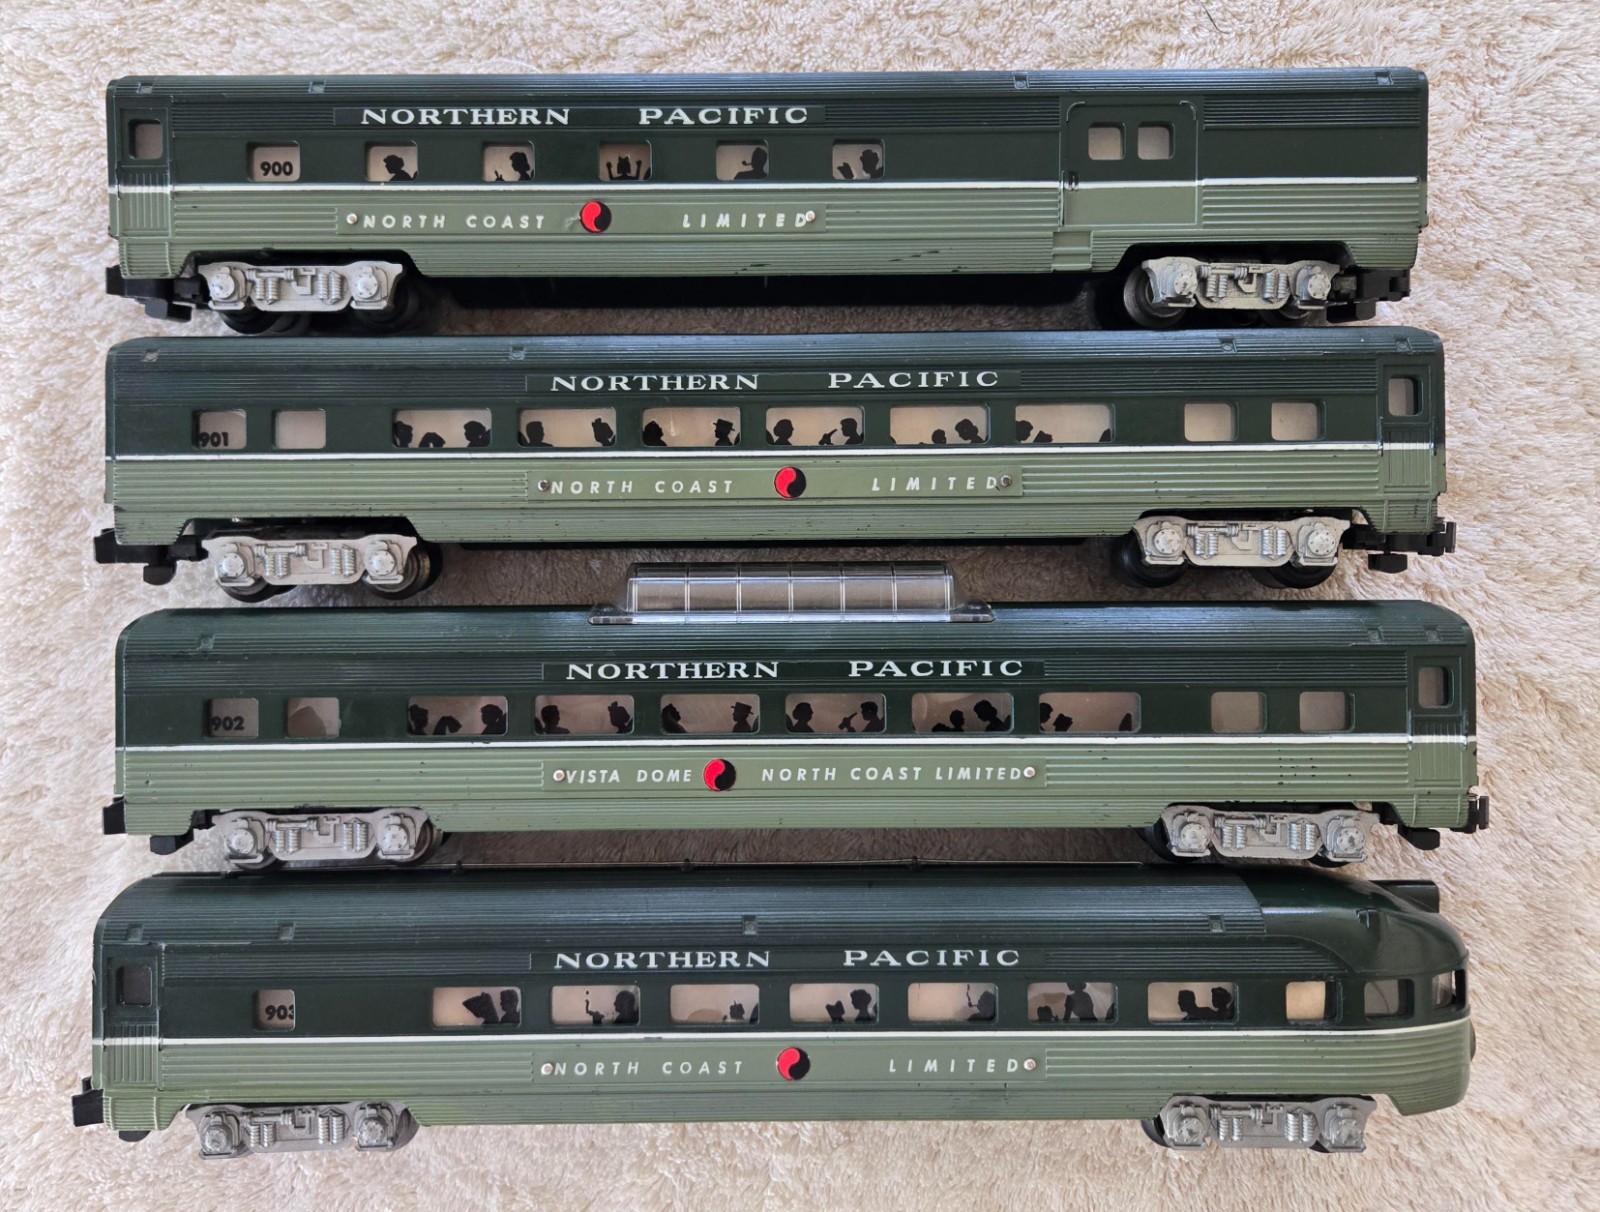 NORTHERN PACIFIC
900
NORTH COAST LIMITED
NORTHERN PACIFIC
901
NORTH COAST LIMITED
NORTHERN PACIFIC
902
VISTA DOME NORTH COAST LIMITED
NORTHERN PACIFIC
903
NORTH COAST LIMITED